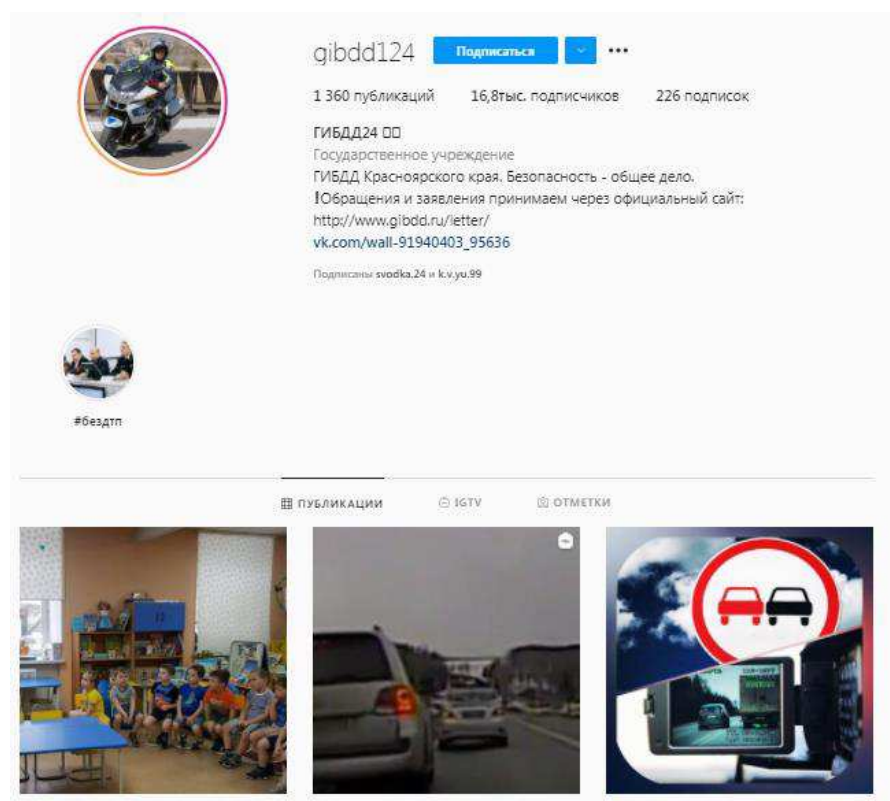 gibdd124 Подписаться
1 360 публикаций 16,8тыс. подписчиков 226 подписок
ГИБДД24
Государственное учреждение
ГИБДД Красноярского края. Безопасность - общее дело.
Обращения и заявления принимаем через официальный сайт:
http://www.gibdd.ru/letter/
vk.com/wall-91940403_95636
Подписаны svodka.24 и k.v.yu.99
#бездтп
ПУБЛИКАЦИИ IGTV ОТМЕТКИ